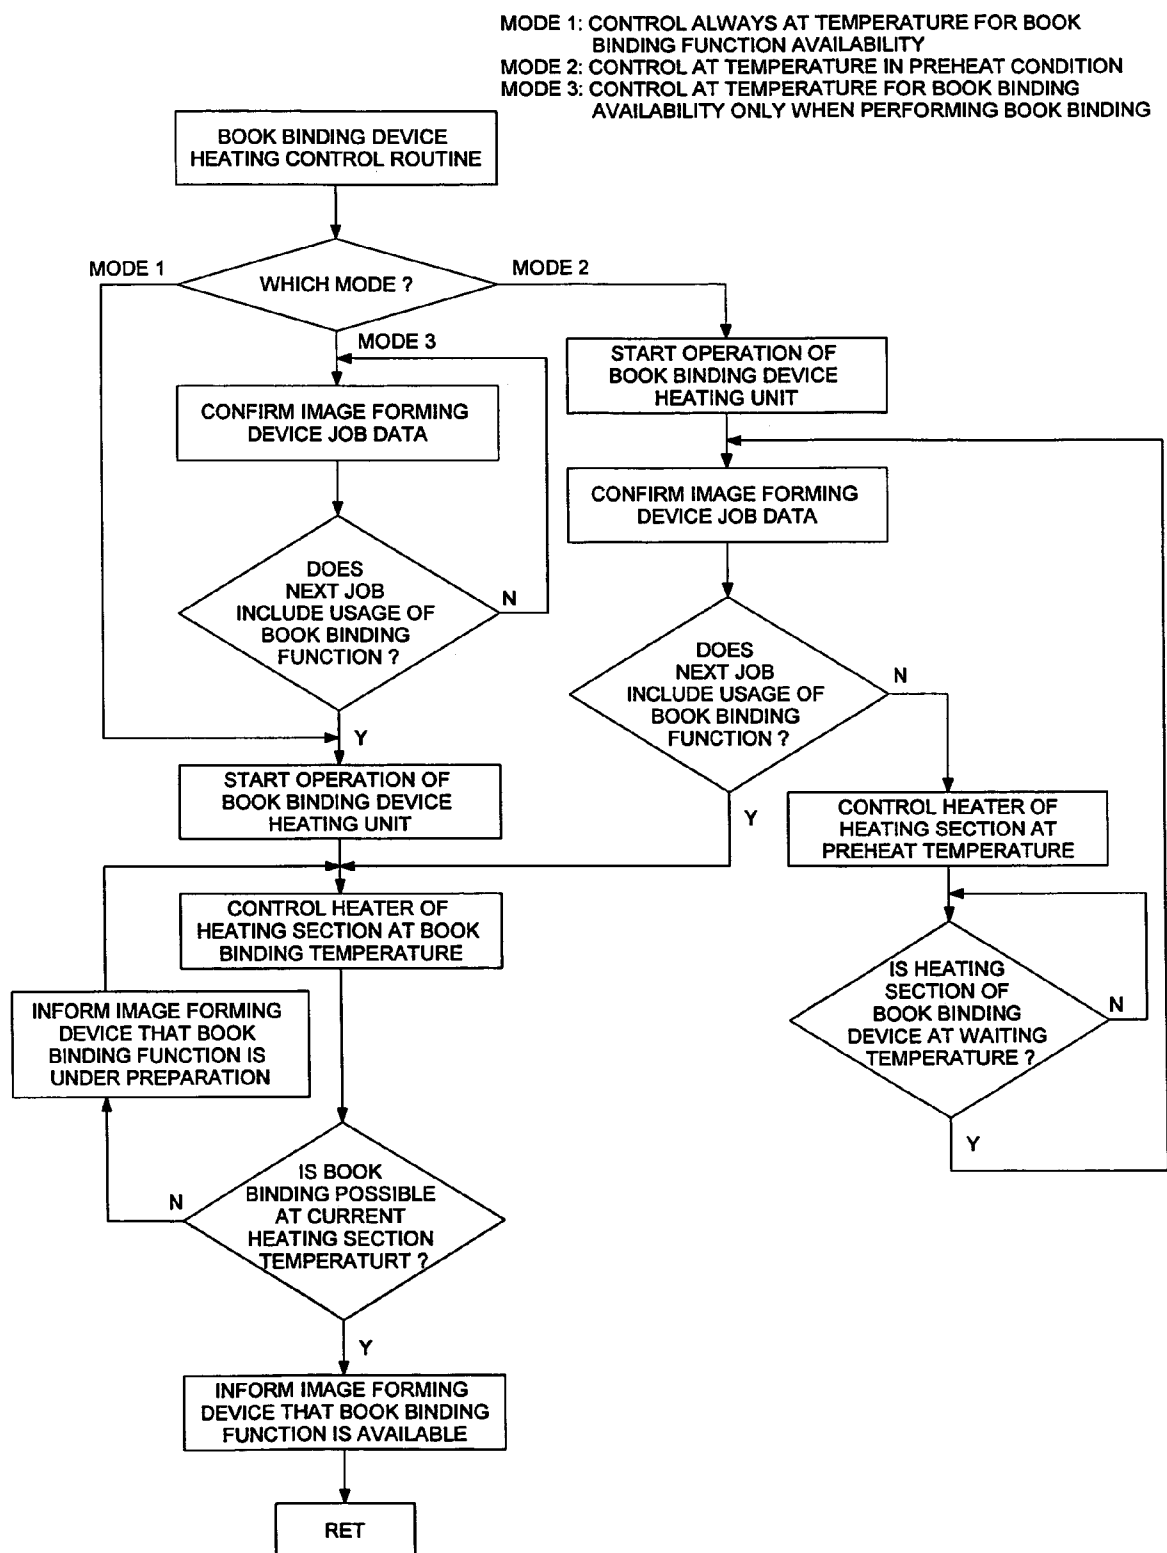 MODE 1: CONTROL ALWAYS AT TEMPERATURE FOR BOOK
BINDING FUNCTION AVAILABILITY
MODE 2: CONTROL AT TEMPERATURE IN PREHEAT CONDITION
MODE 3: CONTROL AT TEMPERATURE FOR BOOK BINDING
AVAILABILITY ONLY WHEN PERFORMING BOOK BINDING
BOOK BINDING DEVICE
HEATING CONTROL ROUTINE
MODE 1
WHICH MODE ?
MODE 2
MODE 3
CONFIRM IMAGE FORMING
DEVICE JOB DATA
DOES
NEXT JOB
INCLUDE USAGE OF
BOOK BINDING
FUNCTION ?
N
Y
START OPERATION OF
BOOK BINDING DEVICE
HEATING UNIT
START OPERATION OF
BOOK BINDING DEVICE
HEATING UNIT
CONFIRM IMAGE FORMING
DEVICE JOB DATA
DOES
NEXT JOB
INCLUDE USAGE OF
BOOK BINDING
FUNCTION ?
N
Y
CONTROL HEATER OF
HEATING SECTION AT
PREHEAT TEMPERATURE
IS HEATING
SECTION OF
BOOK BINDING
DEVICE AT WAITING
TEMPERATURE ?
N
Y
CONTROL HEATER OF
HEATING SECTION AT BOOK
BINDING TEMPERATURE
INFORM IMAGE FORMING
DEVICE THAT BOOK
BINDING FUNCTION IS
UNDER PREPARATION
IS BOOK
BINDING POSSIBLE
AT CURRENT
HEATING SECTION
TEMPERATURT ?
N
Y
INFORM IMAGE FORMING
DEVICE THAT BOOK BINDING
FUNCTION IS AVAILABLE
RET